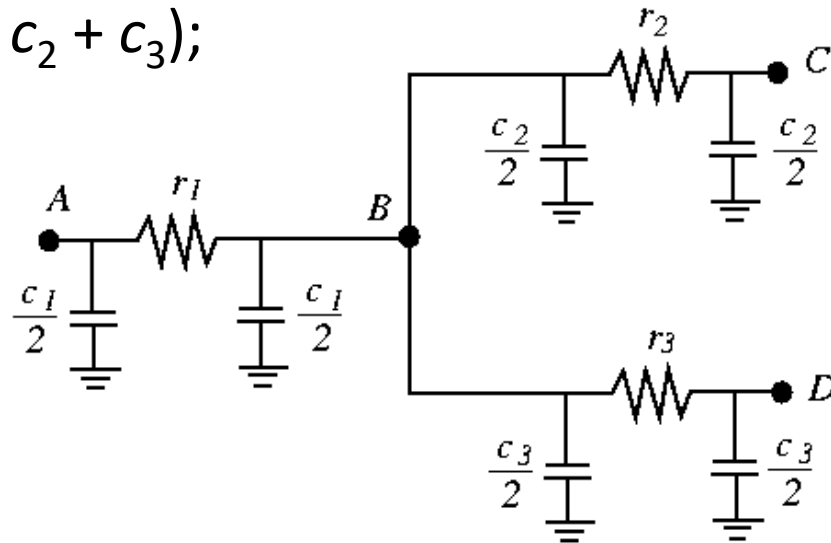 c₂ + c₃);
r₂
C
c₂/2
c₂/2
A
r₁
B
c₁/2
c₁/2
r₃
D
c₃/2
c₃/2